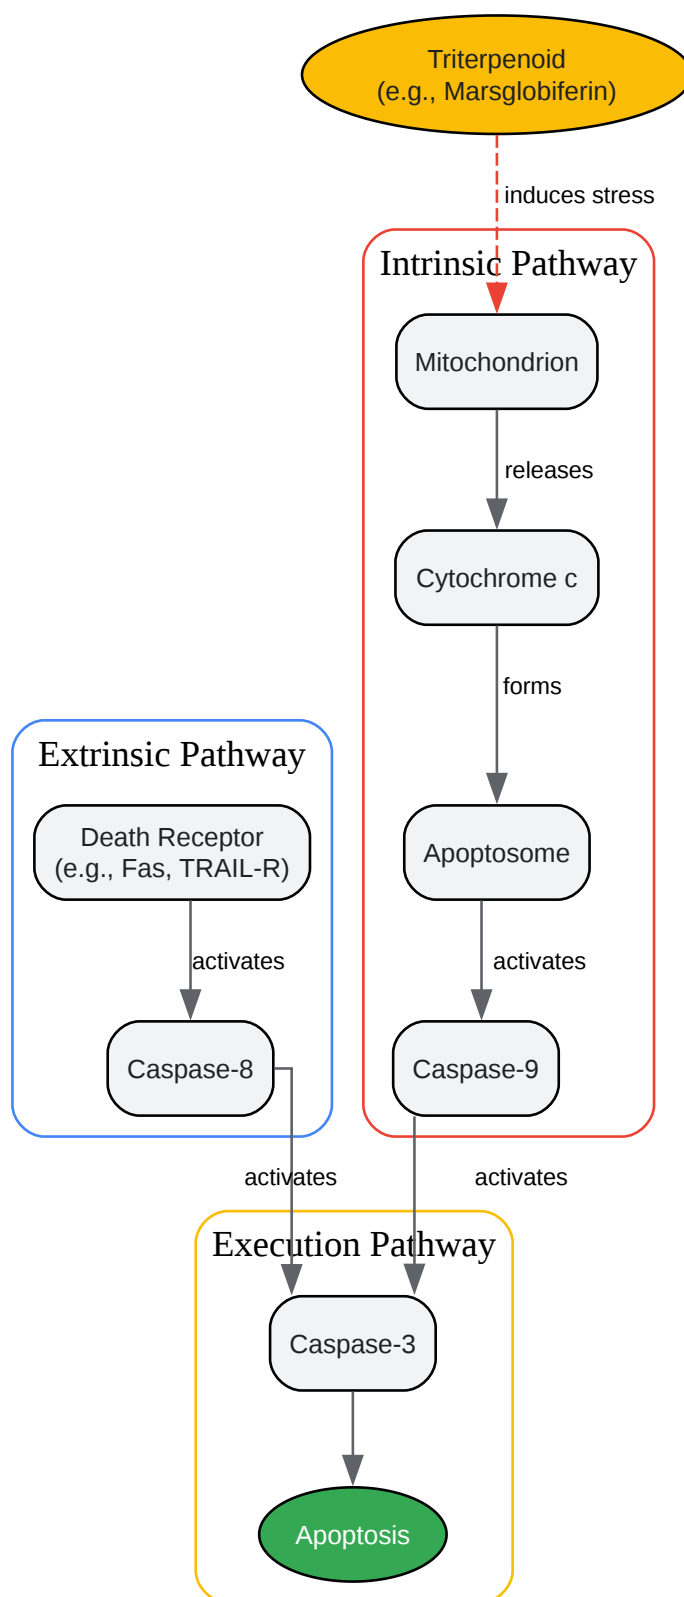 Triterpenoid
(e.g., Marsglobiferin)
induces stress
Intrinsic Pathway
Mitochondrion
releases
Cytochrome c
forms
Extrinsic Pathway
Death Receptor
(e.g., Fas, TRAIL-R)
Apoptosome
activates
activates
Caspase-8
Caspase-9
activates
activates
Execution Pathway
Caspase-3
Apoptosis